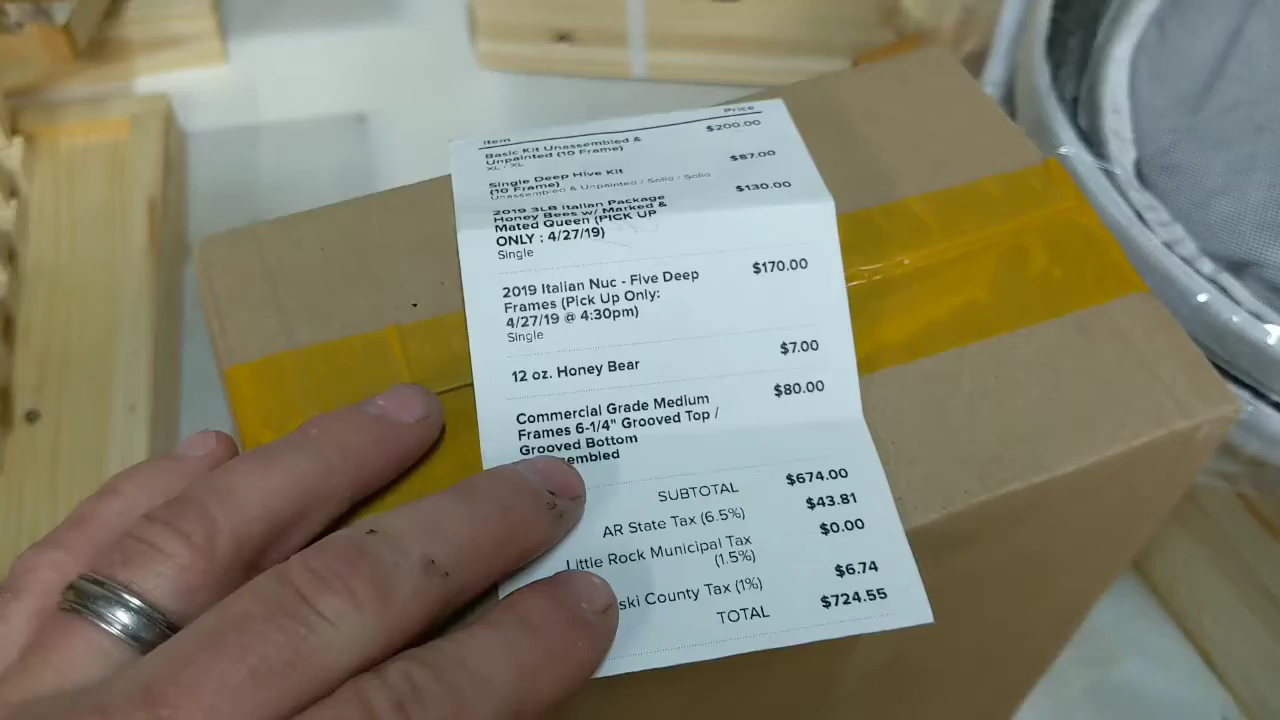 Item Price
Basic Kit Unassembled & $200.00
Unpainted (10 Frame)
XL / XL
Single Deep Hive Kit $87.00
(10 Frame)
Unassembled & Unpainted / Solid / Solid
2019 3LB Italian Package $130.00
Honey Bees w/ Marked &
Mated Queen (PICK UP
ONLY : 4/27/19)
Single
2019 Italian Nuc - Five Deep $170.00
Frames (Pick Up Only:
4/27/19 @ 4:30pm)
Single
12 oz. Honey Bear $7.00
Commercial Grade Medium $80.00
Frames 6-1/4" Grooved Top /
Grooved Bottom
sembled
SUBTOTAL $674.00
AR State Tax (6.5%) $43.81
Little Rock Municipal Tax $0.00
(1.5%)
ski County Tax (1%) $6.74
TOTAL $724.55